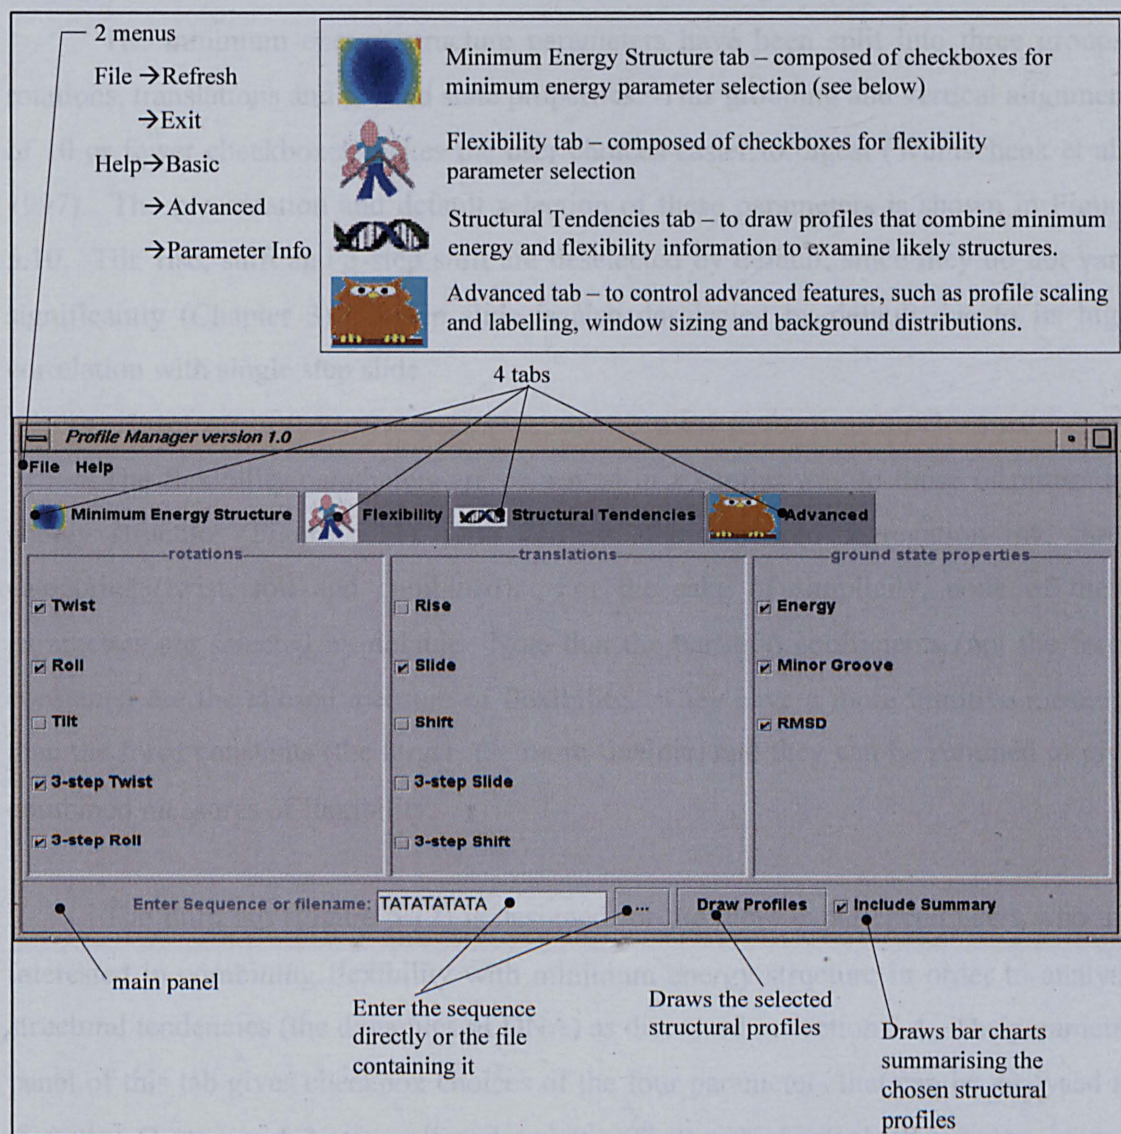 2 menus
File →Refresh
→Exit
Help→Basic
→Advanced
→Parameter Info
Minimum Energy Structure tab – composed of checkboxes for
minimum energy parameter selection (see below)
Flexibility tab – composed of checkboxes for flexibility
parameter selection
Structural Tendencies tab – to draw profiles that combine minimum
energy and flexibility information to examine likely structures.
Advanced tab – to control advanced features, such as profile scaling
and labelling, window sizing and background distributions.
4 tabs
Profile Manager version 1.0
File Help
Minimum Energy Structure Flexibility Structural Tendencies Advanced
rotations translations ground state properties
Twist Rise Energy
Roll Slide Minor Groove
Tilt Shift RMSD
3-step Twist 3-step Slide
3-step Roll 3-step Shift
Enter Sequence or filename: TATATATATA ... Draw Profiles Include Summary
main panel
Enter the sequence
directly or the file
containing it
Draws the selected
structural profiles
Draws bar charts
summarising the
chosen structural
profiles